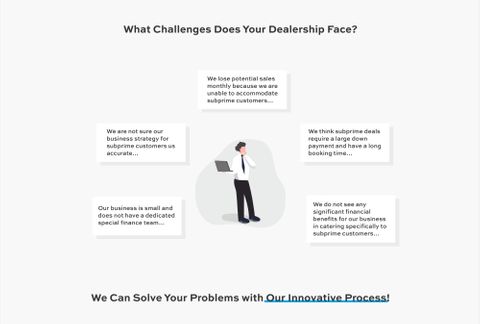 What Challenges Does Your Dealership Face?
We lose potential sales
monthly because we are
unable to accommodate
subprime customers...
We are not sure our
business strategy for
subprime customers us
accurate...
We think subprime deals
require a large down
payment and have a long
booking time...
Our business is small and
does not have a dedicated
special finance team...
We do not see any
significant financial
benefits for our business
in catering specifically to
subprime customers...
We Can Solve Your Problems with Our Innovative Process!